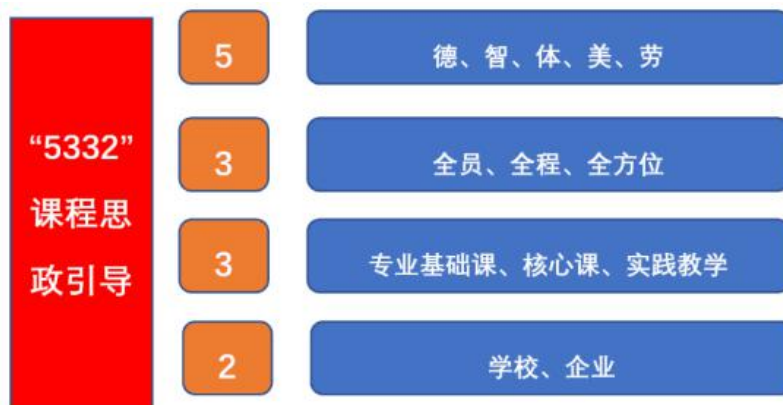 “5332”
课程思
政引导
5
德、智、体、美、劳
3
全员、全程、全方位
3
专业基础课、核心课、实践教学
2
学校、企业